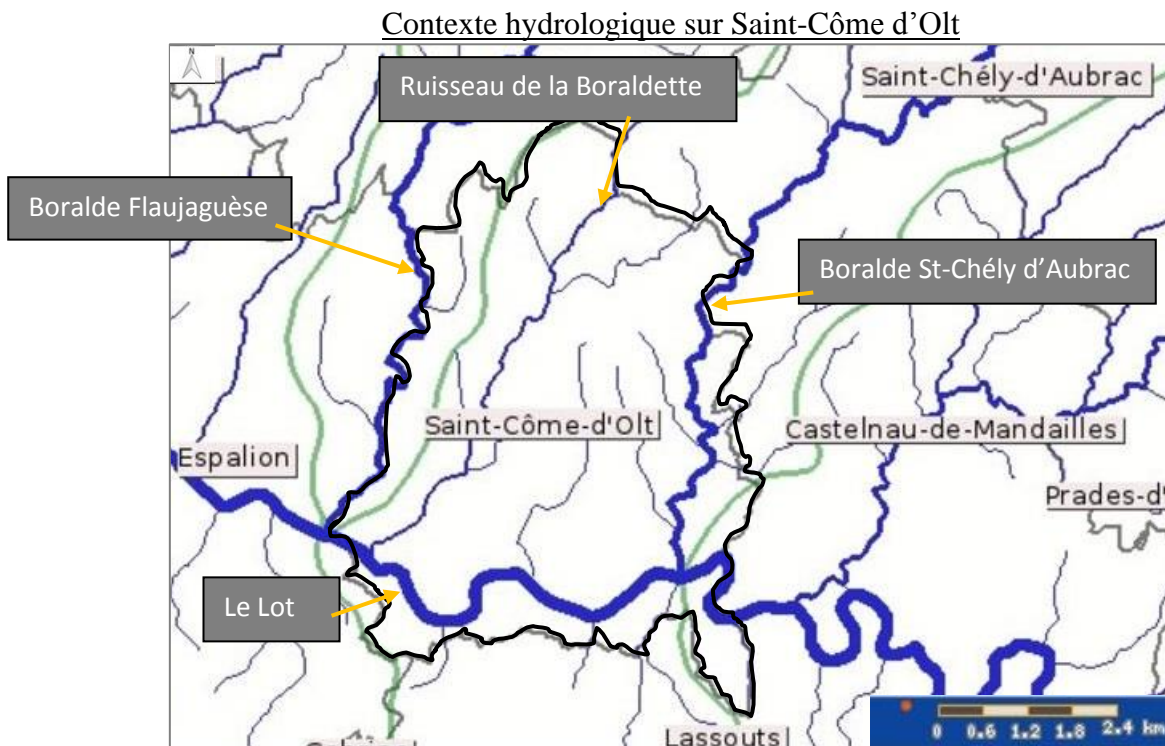 Contexte hydrologique sur Saint-Côme d'Olt
N
Ruisseau de la Boraldette
Saint-Chély-d'Aubrac
Boralde Flaujaguèse
Boralde St-Chély d'Aubrac
Saint-Côme-d'Olt
Castelnau-de-Mandailles
Espalion
Prades-d'
Le Lot
Lassouts
0 0.6 1.2 1.8 2.4 km